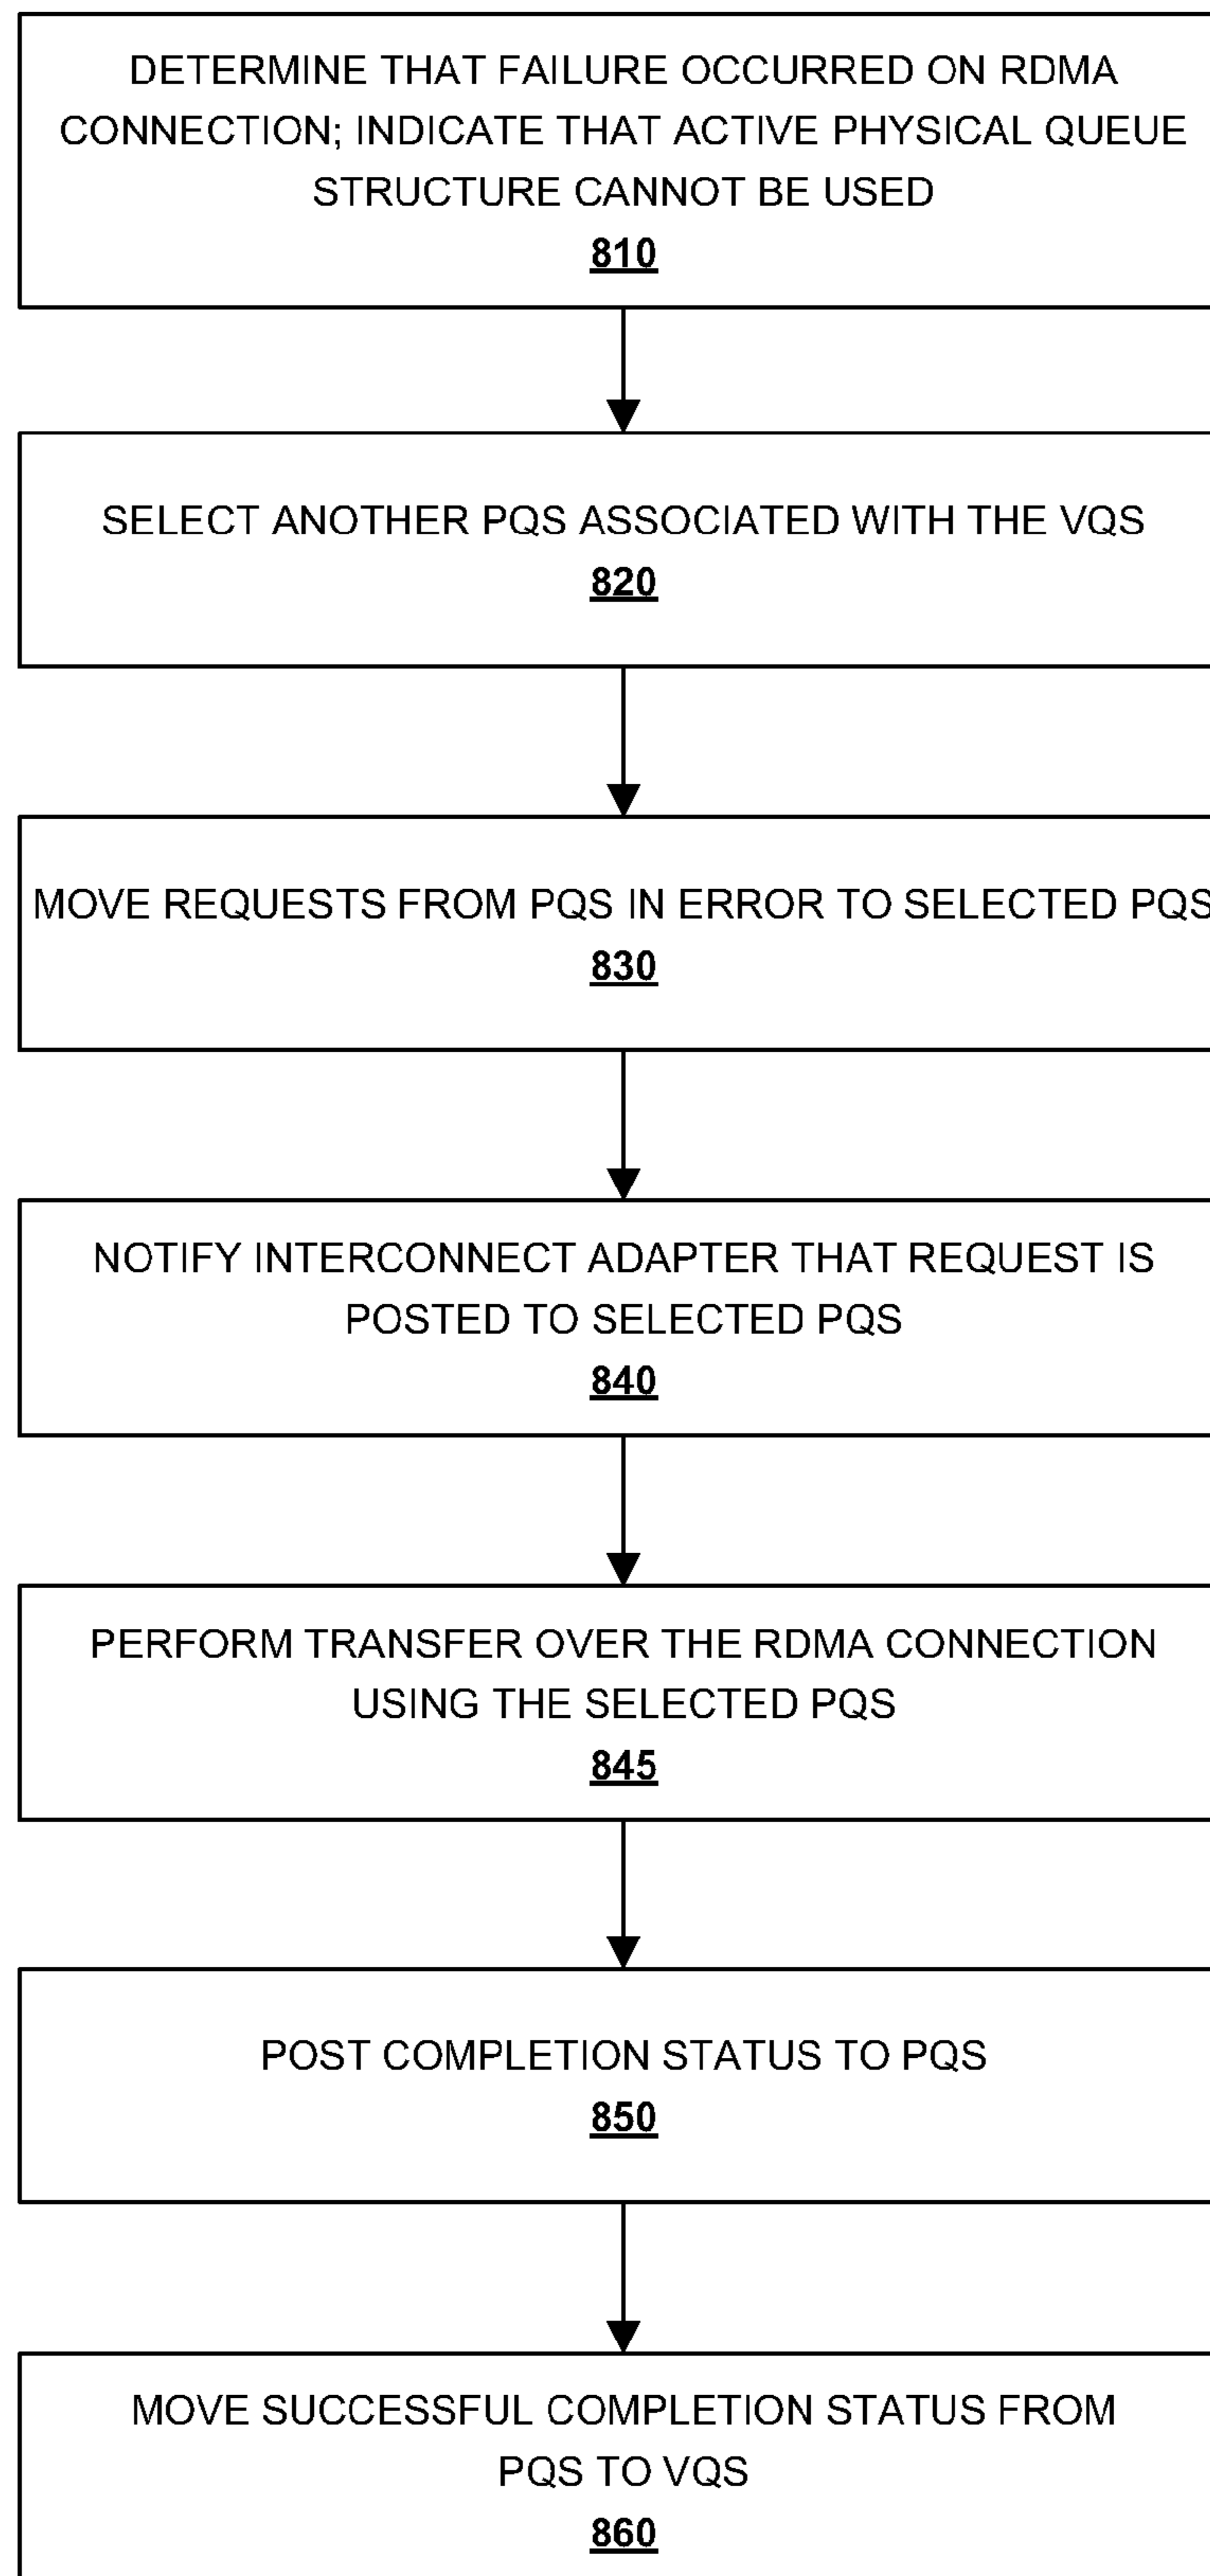 DETERMINE THAT FAILURE OCCURRED ON RDMA
CONNECTION; INDICATE THAT ACTIVE PHYSICAL QUEUE
STRUCTURE CANNOT BE USED
810
SELECT ANOTHER PQS ASSOCIATED WITH THE VQS
820
MOVE REQUESTS FROM PQS IN ERROR TO SELECTED PQS
830
NOTIFY INTERCONNECT ADAPTER THAT REQUEST IS
POSTED TO SELECTED PQS
840
PERFORM TRANSFER OVER THE RDMA CONNECTION
USING THE SELECTED PQS
845
POST COMPLETION STATUS TO PQS
850
MOVE SUCCESSFUL COMPLETION STATUS FROM
PQS TO VQS
860